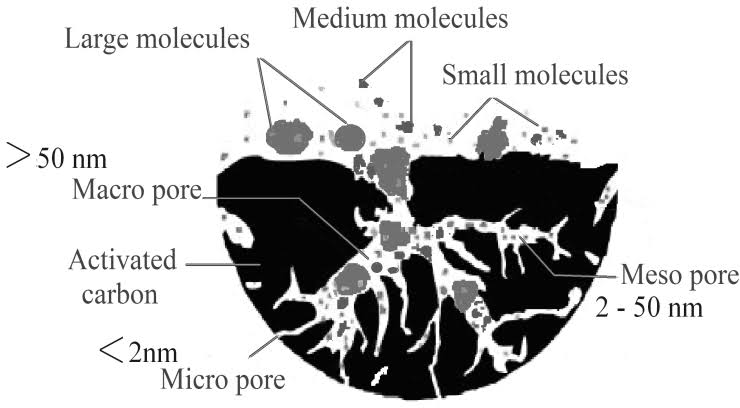 Medium molecules
Large molecules
Small molecules
> 50 nm
Macro pore
Activated
carbon
Meso pore
2 - 50 nm
< 2nm
Micro pore